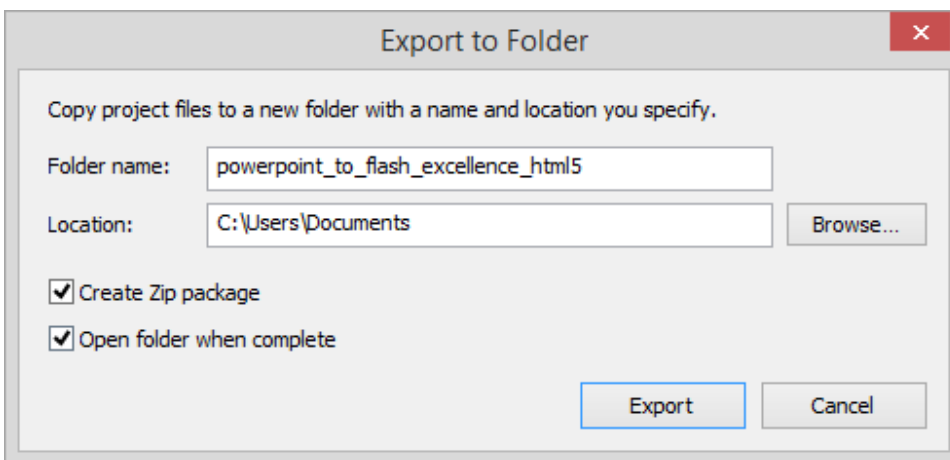 Export to Folder
Copy project files to a new folder with a name and location you specify.
Folder name: powerpoint_to_flash_excellence_html5
Location: C:\Users\Documents Browse...
Create Zip package
Open folder when complete
Export Cancel